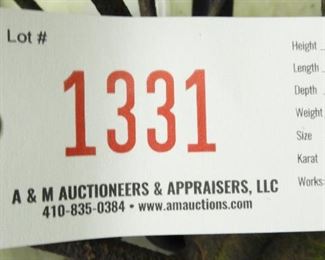 Lot #
1331
Height
Length
Depth
Weight
Size
Karat
Works:
A & M AUCTIONEERS & APPRAISERS, LLC
410-835-0384 • www.amauctions.com